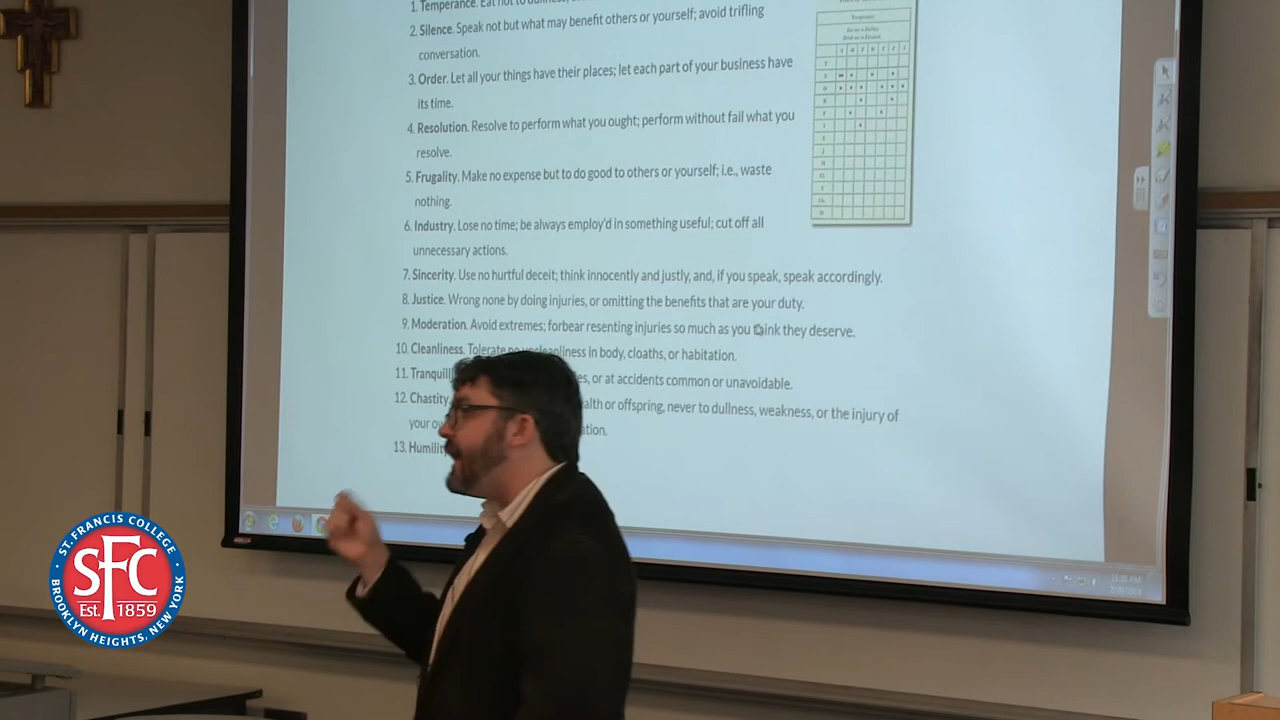 1. Temperance. Eat not to dullness;
2. Silence. Speak not but what may benefit others or yourself; avoid trifling
conversation.
3. Order. Let all your things have their places; let each part of your business have
its time.
4. Resolution. Resolve to perform what you ought; perform without fail what you
resolve.
5. Frugality. Make no expense but to do good to others or yourself; i.e., waste
nothing.
6. Industry. Lose no time; be always employ'd in something useful; cut off all
unnecessary actions.
7. Sincerity. Use no hurtful deceit; think innocently and justly, and, if you speak, speak accordingly.
8. Justice. Wrong none by doing injuries, or omitting the benefits that are your duty.
9. Moderation. Avoid extremes; forbear resenting injuries so much as you think they deserve.
10. Cleanliness. Tolerate no uncleanliness in body, cloaths, or habitation.
11. Tranquil es, or at accidents common or unavoidable.
12. Chastity. alth or offspring, never to dullness, weakness, or the injury of
your ow ation.
13. Humility
ST. FRANCIS COLLEGE
SFC
Est. 1859
BROOKLYN HEIGHTS, NEW YORK